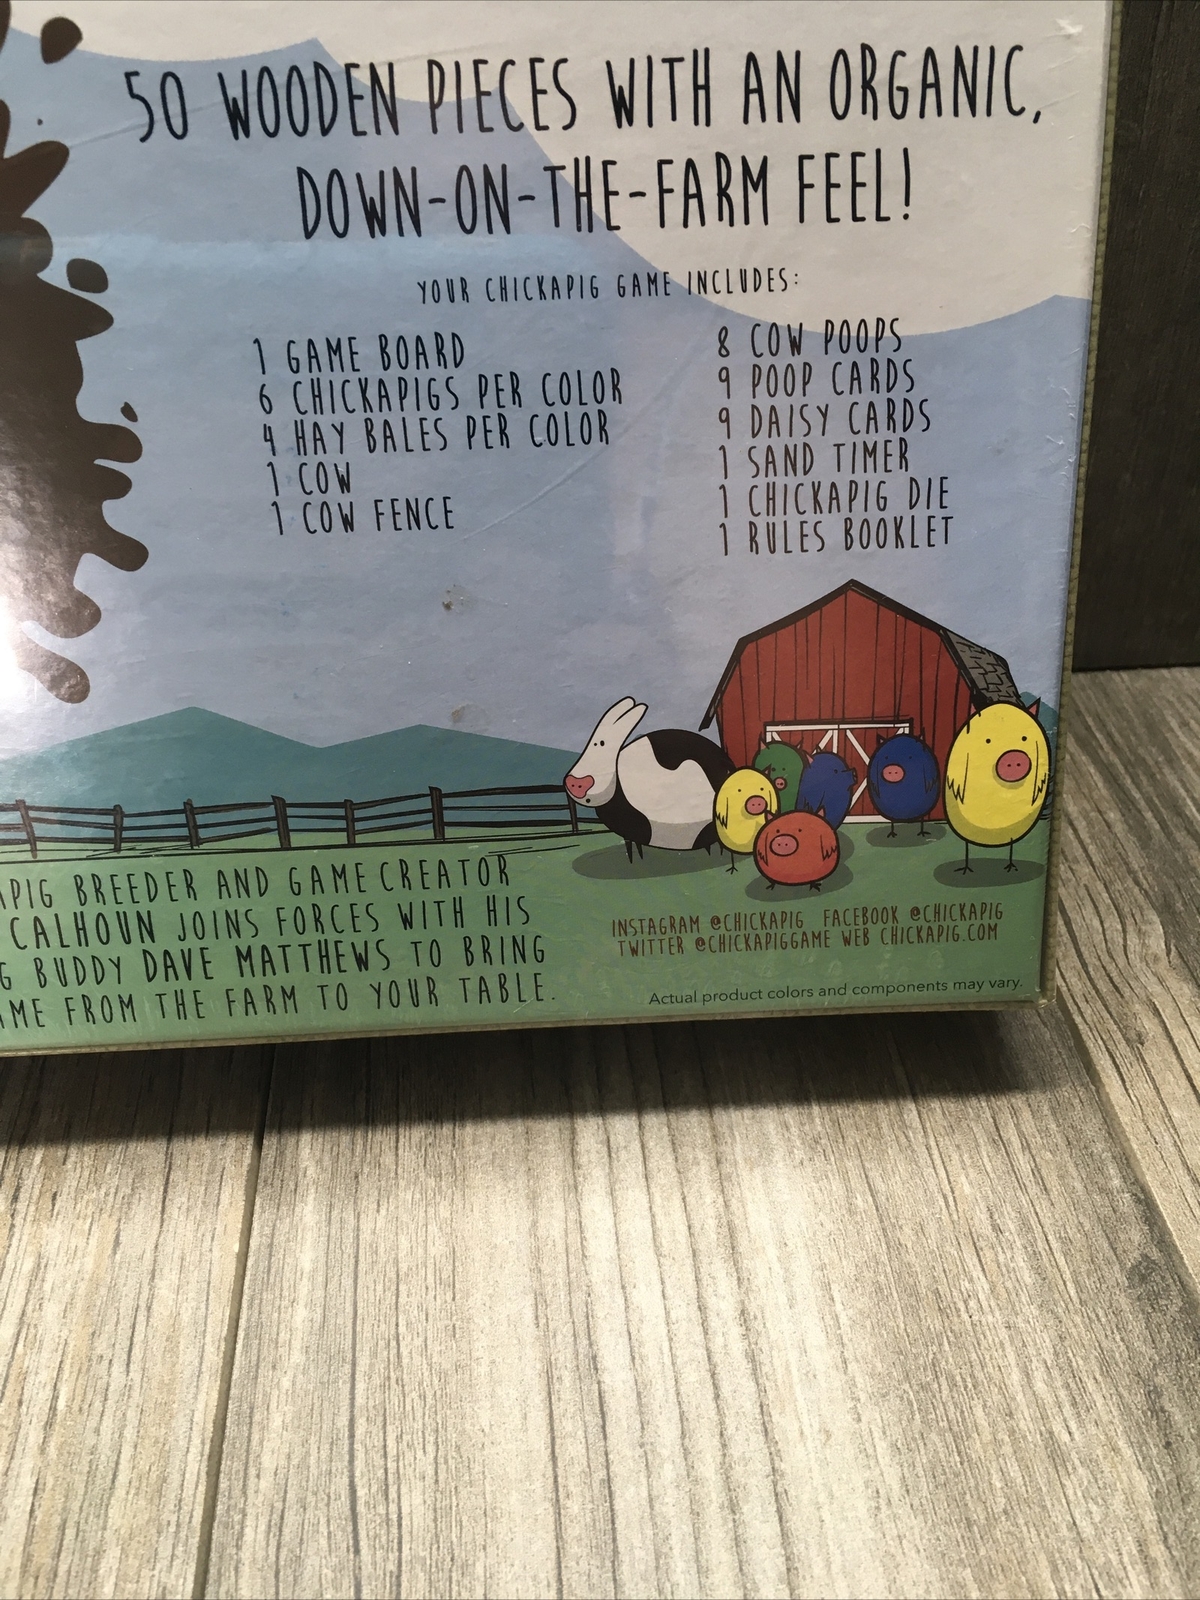 50 WOODEN PIECES WITH AN ORGANIC,
DOWN-ON-THE-FARM FEEL!
YOUR CHICKAPIG GAME INCLUDES:
1 GAME BOARD
6 CHICKAPIGS PER COLOR
4 HAY BALES PER COLOR
1 COW
1 COW FENCE
8 COW POOPS
9 POOP CARDS
9 DAISY CARDS
1 SAND TIMER
1 CHICKAPIG DIE
1 RULES BOOKLET
APIG BREEDER AND GAME CREATOR
CALHOUN JOINS FORCES WITH HIS
G BUDDY DAVE MATTHEWS TO BRING
AME FROM THE FARM TO YOUR TABLE.
INSTAGRAM @CHICKAPIG FACEBOOK @CHICKAPIG
TWITTER @CHICKAPIGGAME WEB CHICKAPIG.COM
Actual product colors and components may vary.